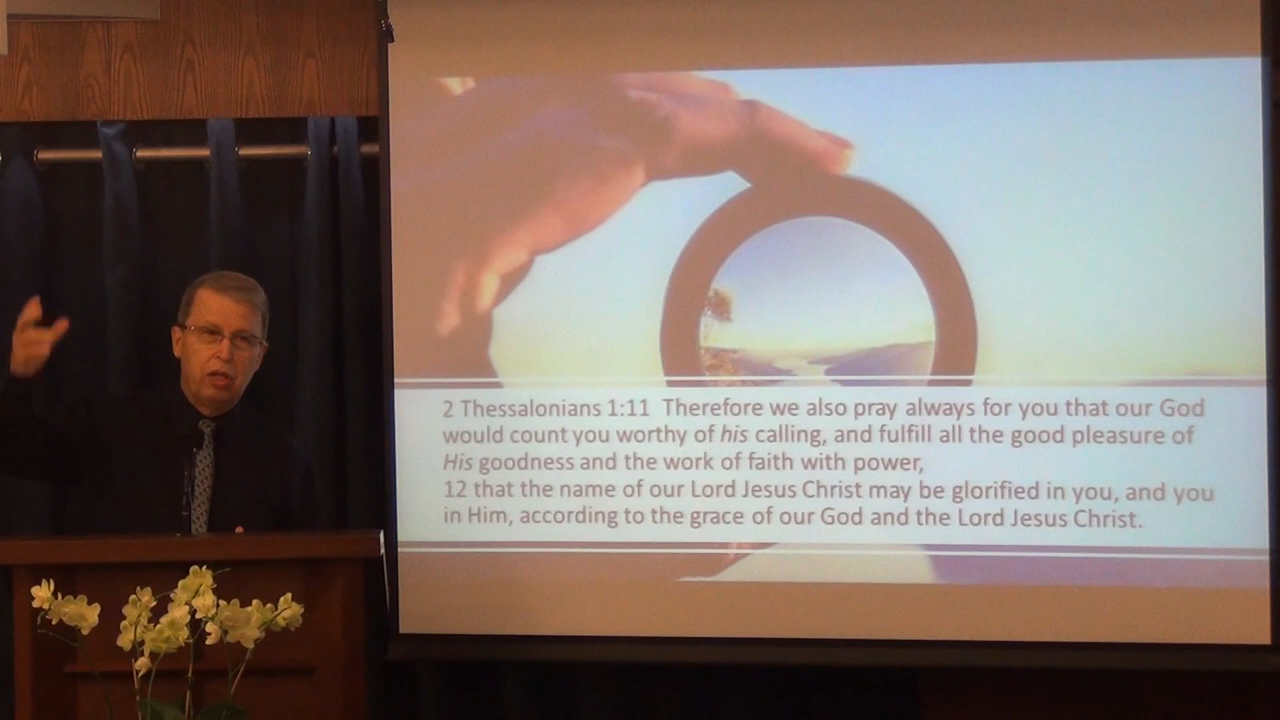 2 Thessalonians 1:11  Therefore we also pray always for you that our God
would count you worthy of his calling, and fulfill all the good pleasure of
His goodness and the work of faith with power,
12 that the name of our Lord Jesus Christ may be glorified in you, and you
in Him, according to the grace of our God and the Lord Jesus Christ.